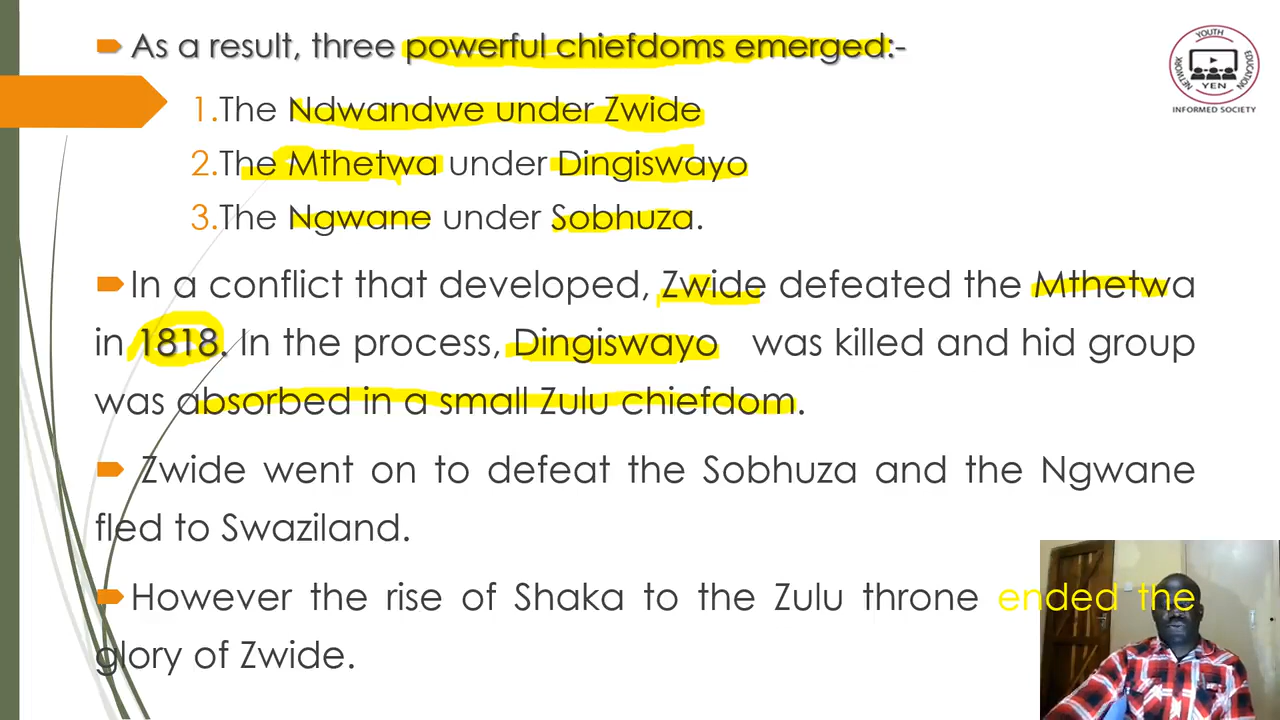 As a result, three powerful chiefdoms emerged:-
1.The Ndwandwe under Zwide
2.The Mthetwa under Dingiswayo
3.The Ngwane under Sobhuza.
In a conflict that developed, Zwide defeated the Mthetwa
in 1818. In the process, Dingiswayo was killed and hid group
was absorbed in a small Zulu chiefdom.
Zwide went on to defeat the Sobhuza and the Ngwane
fled to Swaziland.
However the rise of Shaka to the Zulu throne ended the
glory of Zwide.
YOUTH
EDUCATION
NETWORK
YEN
INFORMED SOCIETY